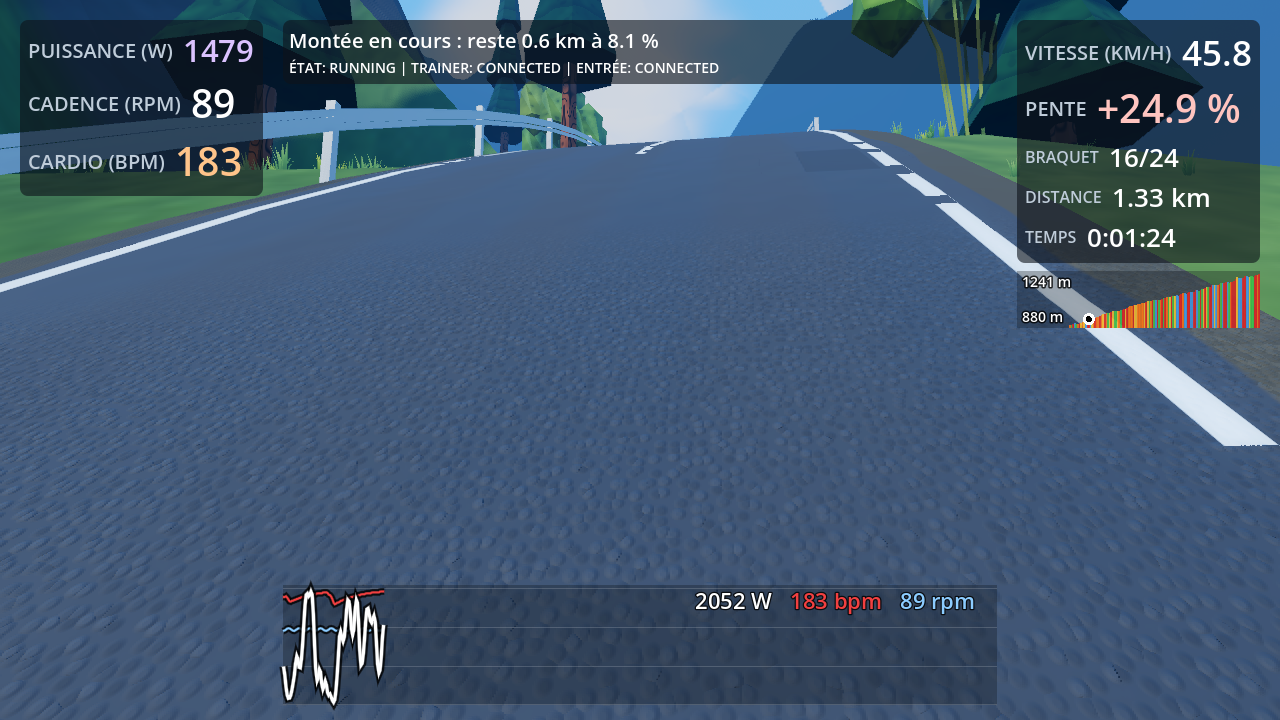 PUISSANCE (W) 1479
CADENCE (RPM) 89
CARDIO (BPM) 183
Montée en cours : reste 0.6 km à 8.1 %
ÉTAT: RUNNING | TRAINER: CONNECTED | ENTRÉE: CONNECTED
VITESSE (KM/H) 45.8
PENTE +24.9 %
BRAQUET 16/24
DISTANCE 1.33 km
TEMPS 0:01:24
1241 m
880 m
2052 W 183 bpm 89 rpm